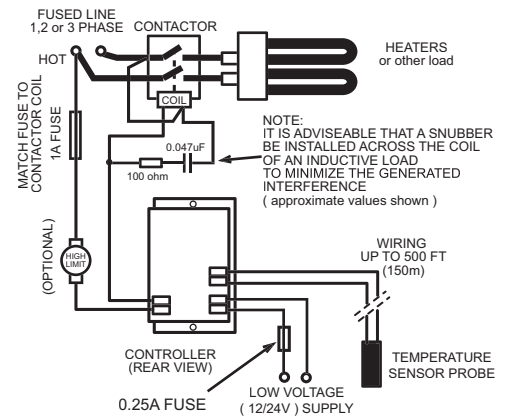 FUSED LINE
1,2 or 3 PHASE
CONTACTOR
HOT
HEATERS
or other load
COIL
MATCH FUSE TO
CONTACTOR COIL
1A FUSE
0.047uF
100 ohm
NOTE:
IT IS ADVISEABLE THAT A SNUBBER
BE INSTALLED ACROSS THE COIL
OF AN INDUCTIVE LOAD
TO MINIMIZE THE GENERATED
INTERFERENCE
( approximate values shown )
(OPTIONAL)
HIGH
LIMIT
WIRING
UP TO 500 FT
(150m)
CONTROLLER
(REAR VIEW)
TEMPERATURE
SENSOR PROBE
0.25A FUSE
LOW VOLTAGE
( 12/24V ) SUPPLY